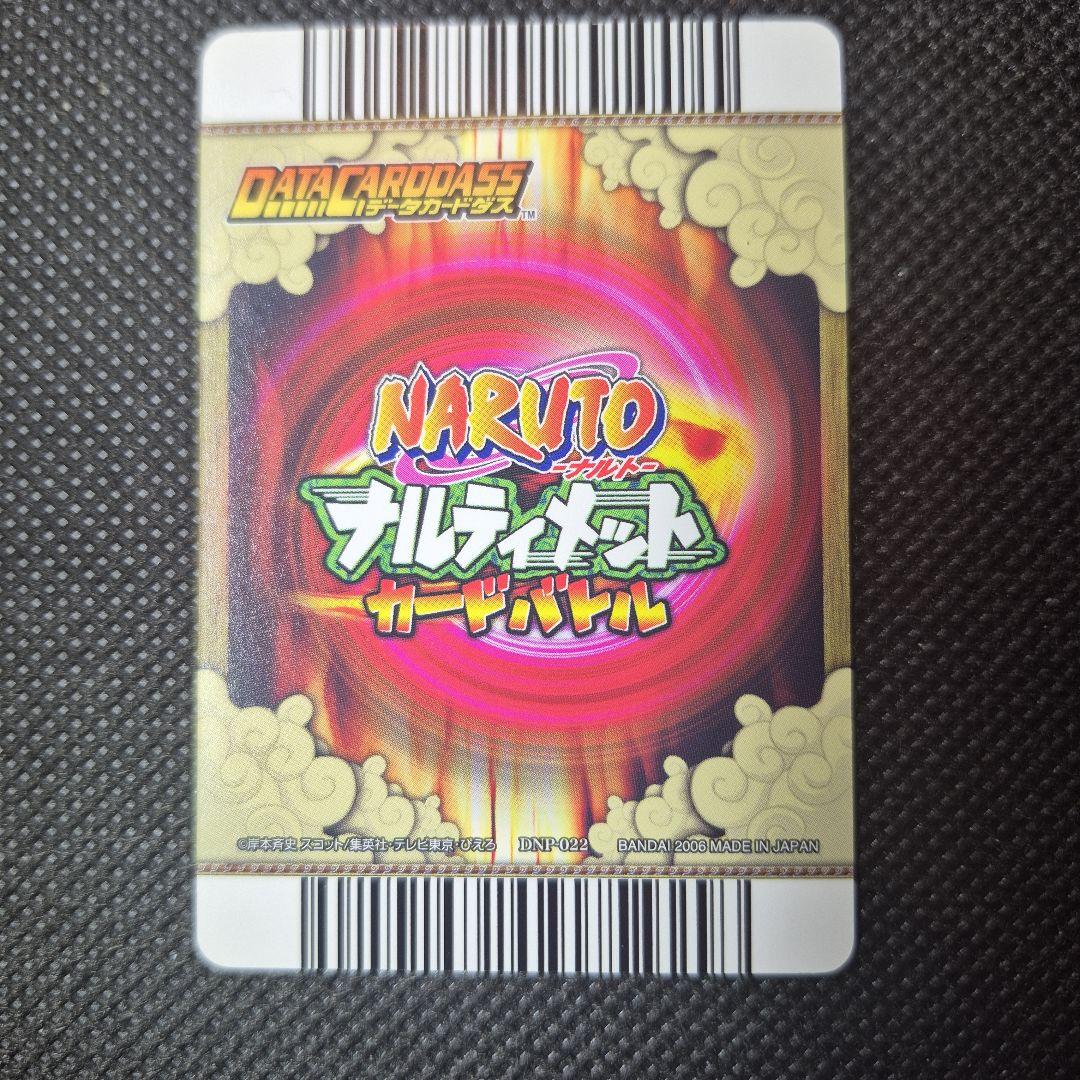 DATA CARDDASS
データカードダス TM
NARUTO
-ナルト-
ナルティメット
カードバトル
©岸本斉史 スコット/集英社・テレビ東京・ぴえろ DNP-022 BANDAI 2006 MADE IN JAPAN